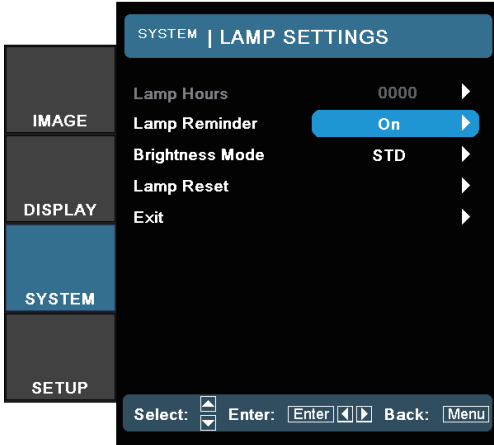 SYSTEM | LAMP SETTINGS
Lamp Hours 0000
IMAGE
Lamp Reminder On
Brightness Mode STD
Lamp Reset
DISPLAY
Exit
SYSTEM
SETUP
Select: Enter: Enter Back: Menu